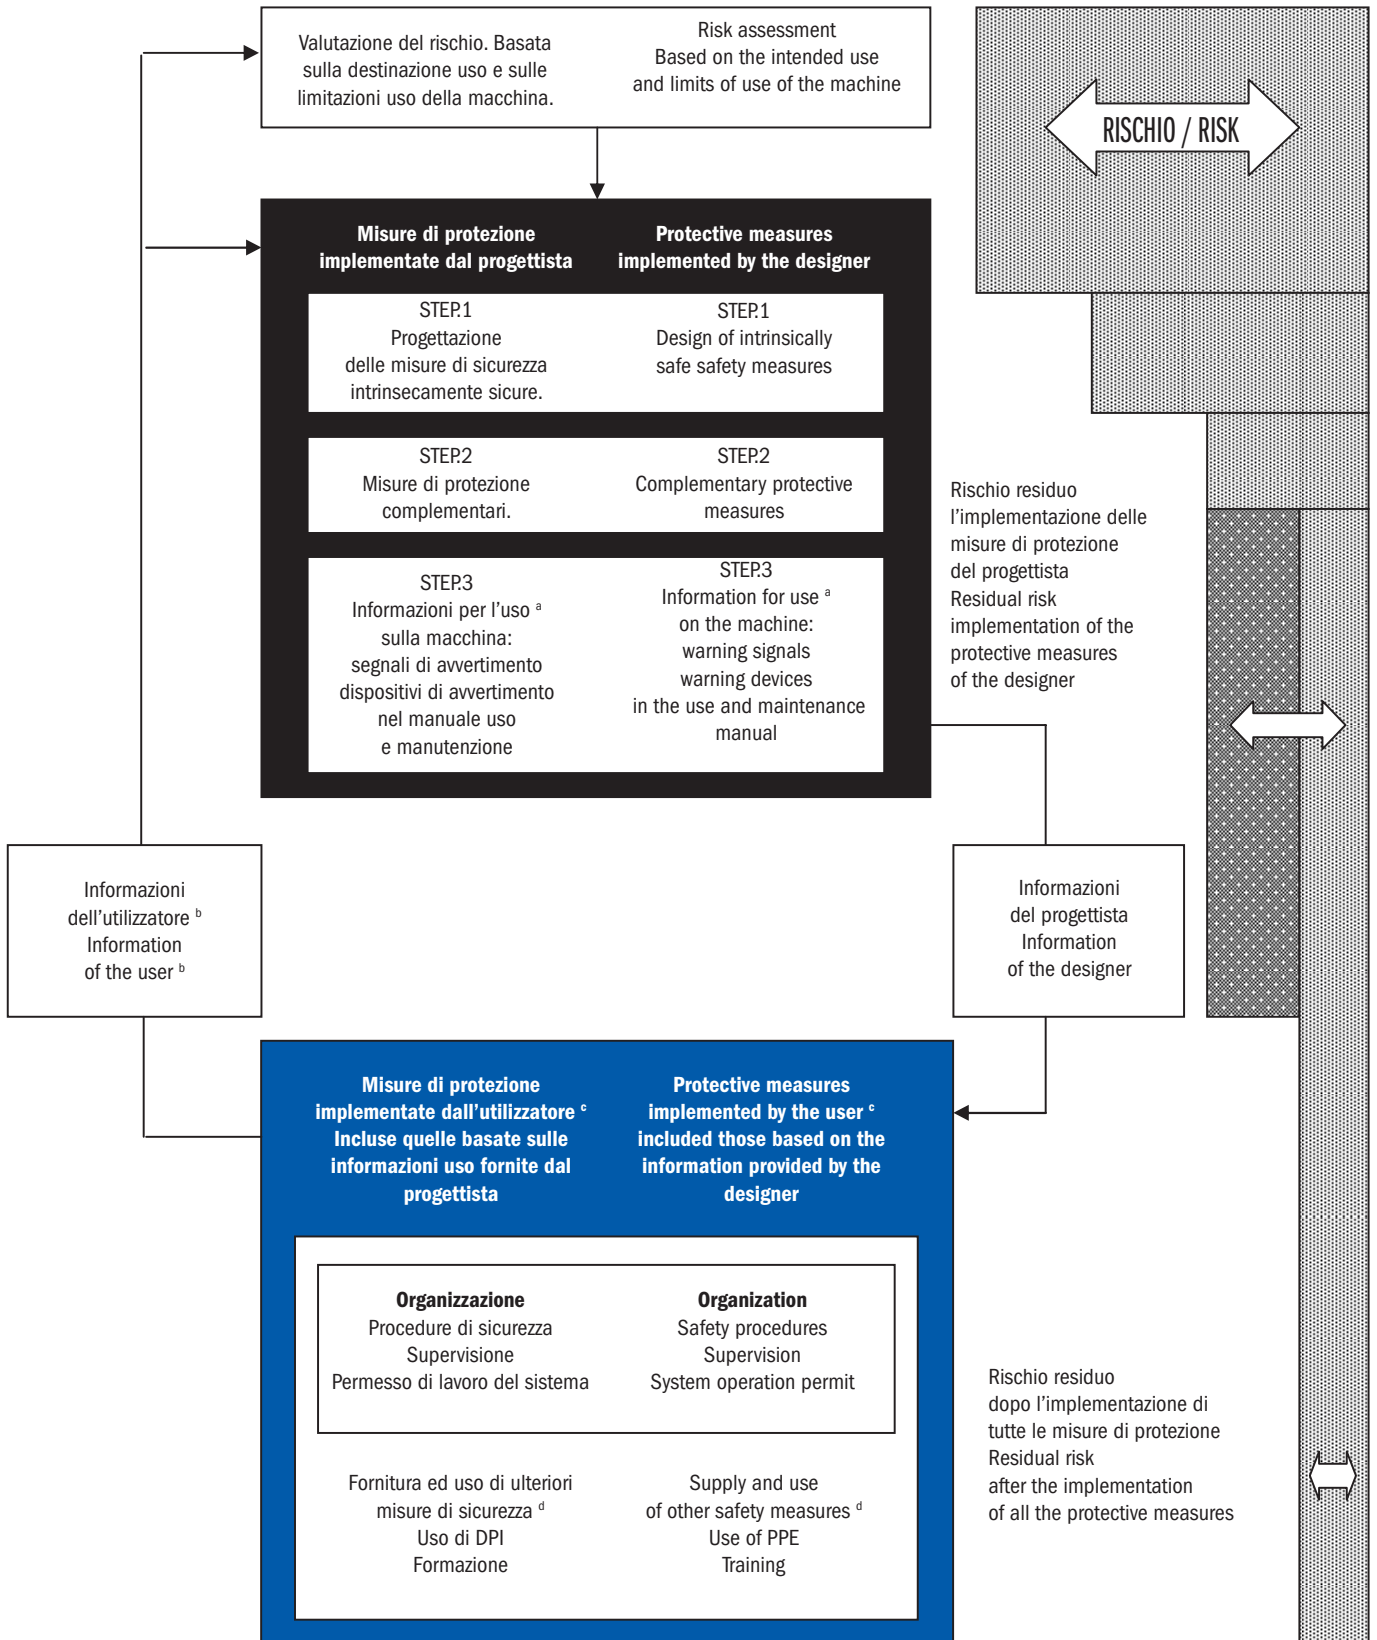 Valutazione del rischio. Basata
sulla destinazione uso e sulle
limitazioni uso della macchina.
Risk assessment
Based on the intended use
and limits of use of the machine
RISCHIO / RISK
Misure di protezione
implementate dal progettista
Protective measures
implemented by the designer
STEP.1
Progettazione
delle misure di sicurezza
intrinsecamente sicure.
STEP.1
Design of intrinsically
safe safety measures
STEP.2
Misure di protezione
complementari.
STEP.2
Complementary protective
measures
STEP.3
Informazioni per l'uso ᵃ
sulla macchina:
segnali di avvertimento
dispositivi di avvertimento
nel manuale uso
e manutenzione
STEP.3
Information for use ᵃ
on the machine:
warning signals
warning devices
in the use and maintenance
manual
Rischio residuo
l'implementazione delle
misure di protezione
del progettista
Residual risk
implementation of the
protective measures
of the designer
Informazioni
dell'utilizzatore ᵇ
Information
of the user ᵇ
Informazioni
del progettista
Information
of the designer
Misure di protezione
implementate dall'utilizzatore ᶜ
Incluse quelle basate sulle
informazioni uso fornite dal
progettista
Protective measures
implemented by the user ᶜ
included those based on the
information provided by the
designer
Organizzazione
Procedure di sicurezza
Supervisione
Permesso di lavoro del sistema
Organization
Safety procedures
Supervision
System operation permit
Fornitura ed uso di ulteriori
misure di sicurezza ᵈ
Uso di DPI
Formazione
Supply and use
of other safety measures ᵈ
Use of PPE
Training
Rischio residuo
dopo l'implementazione di
tutte le misure di protezione
Residual risk
after the implementation
of all the protective measures